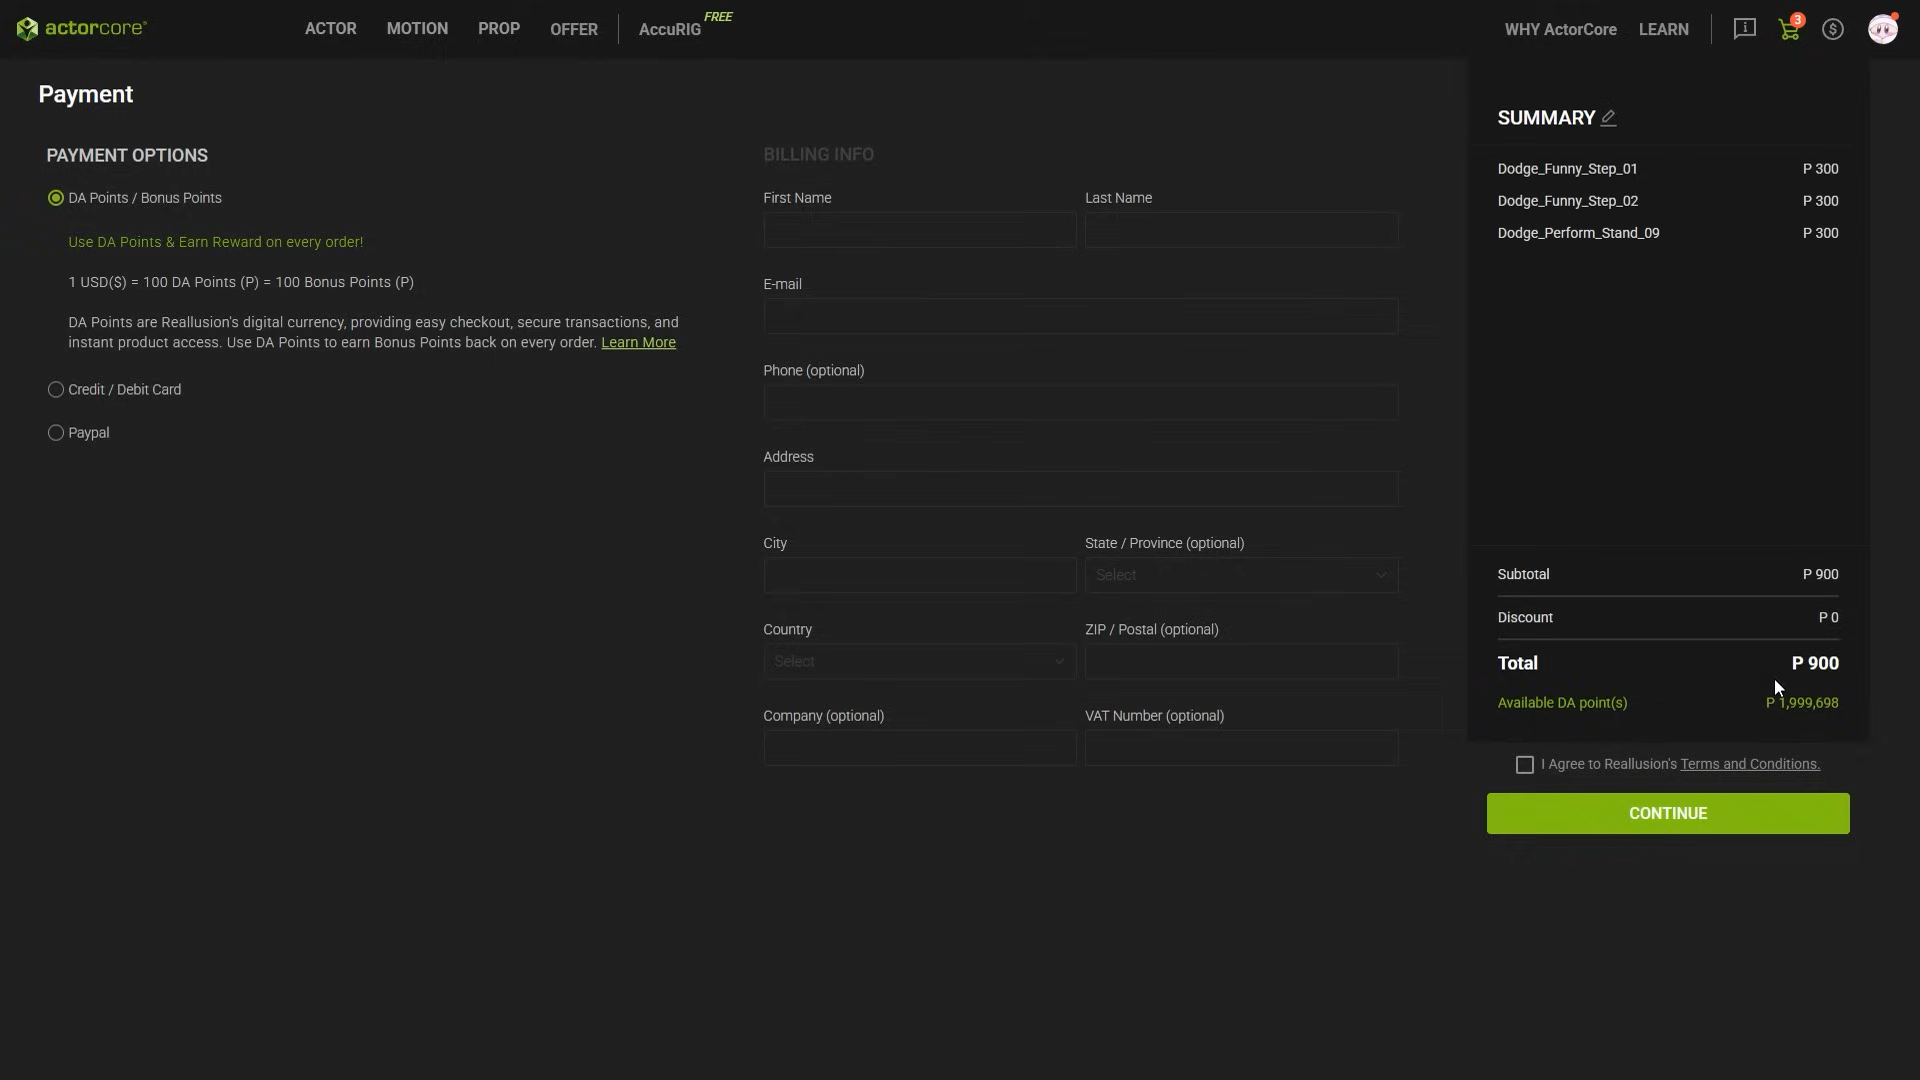 actorcore®
ACTOR
MOTION
PROP
OFFER
AccuRIG
FREE
WHY ActorCore
LEARN
3
Payment
PAYMENT OPTIONS
DA Points / Bonus Points
Use DA Points & Earn Reward on every order!
1 USD($) = 100 DA Points (P) = 100 Bonus Points (P)
DA Points are Reallusion's digital currency, providing easy checkout, secure transactions, and
instant product access. Use DA Points to earn Bonus Points back on every order. Learn More
Credit / Debit Card
Paypal
BILLING INFO
First Name
Last Name
E-mail
Phone (optional)
Address
City
State / Province (optional)
Select
Country
ZIP / Postal (optional)
Select
Company (optional)
VAT Number (optional)
SUMMARY
Dodge_Funny_Step_01 P 300
Dodge_Funny_Step_02 P 300
Dodge_Perform_Stand_09 P 300
Subtotal P 900
Discount P 0
Total P 900
Available DA point(s) P 1,999,698
I Agree to Reallusion's Terms and Conditions.
CONTINUE